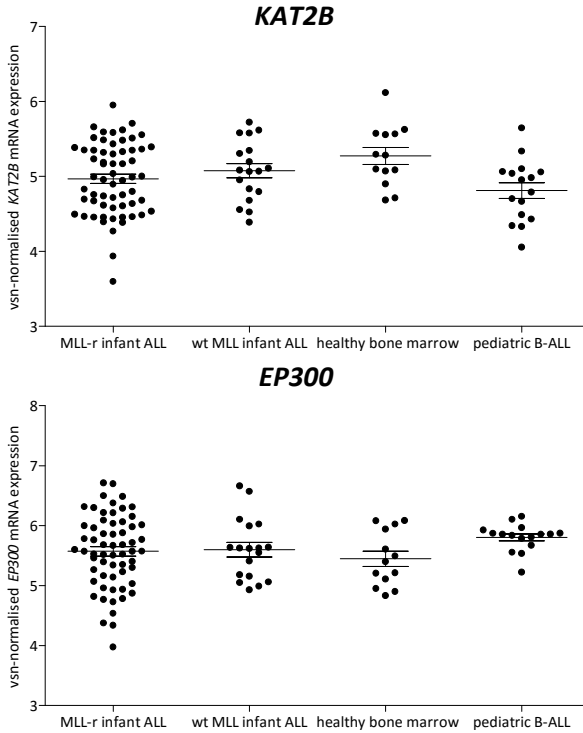 KAT2B
vsn-normalised KAT2B mRNA expression
7
6
5
4
3
MLL-r infant ALL wt MLL infant ALL healthy bone marrow pediatric B-ALL
EP300
vsn-normalised EP300 mRNA expression
8
7
6
5
4
3
MLL-r infant ALL wt MLL infant ALL healthy bone marrow pediatric B-ALL